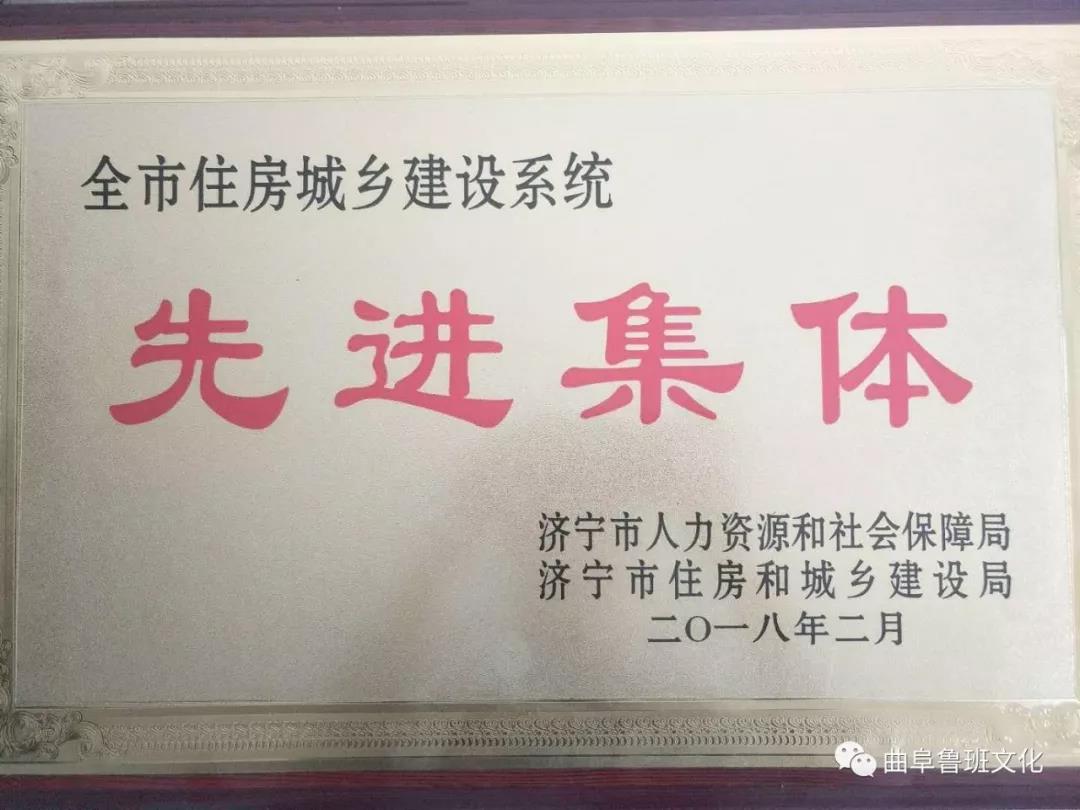 全市住房城乡建设系统
先进集体
济宁市人力资源和社会保障局
济宁市住房和城乡建设局
二〇一八年二月
曲阜鲁班文化